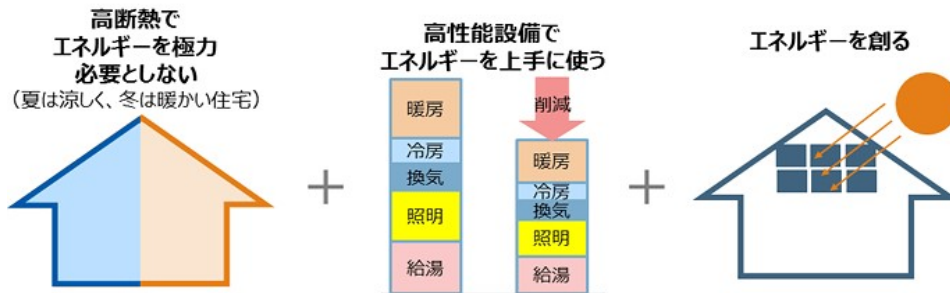 高断熱で
エネルギーを極力
必要としない
（夏は涼しく、冬は暖かい住宅）
高性能設備で
エネルギーを上手に使う
暖房
冷房
換気
照明
給湯
削減
暖房
冷房
換気
照明
給湯
エネルギーを創る